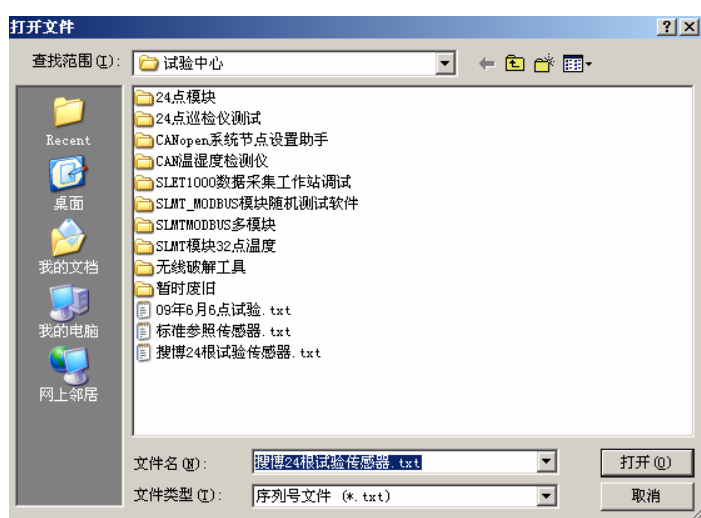 打开文件
查找范围(I):
试验中心
Recent
桌面
我的文档
我的电脑
网上邻居
24点模块
24点巡检仪测试
CANopen系统节点设置助手
CAN温湿度检测仪
SLET1000数据采集工作站调试
SLMT_MODBUS模块随机测试软件
SLMTMODBUS多模块
SLMT模块32点温度
无线破解工具
暂时废旧
09年6月6点试验.txt
标准参照传感器.txt
搜博24根试验传感器.txt
文件名(N):
搜博24根试验传感器.txt
打开(O)
文件类型(T):
序列号文件 (*.txt)
取消